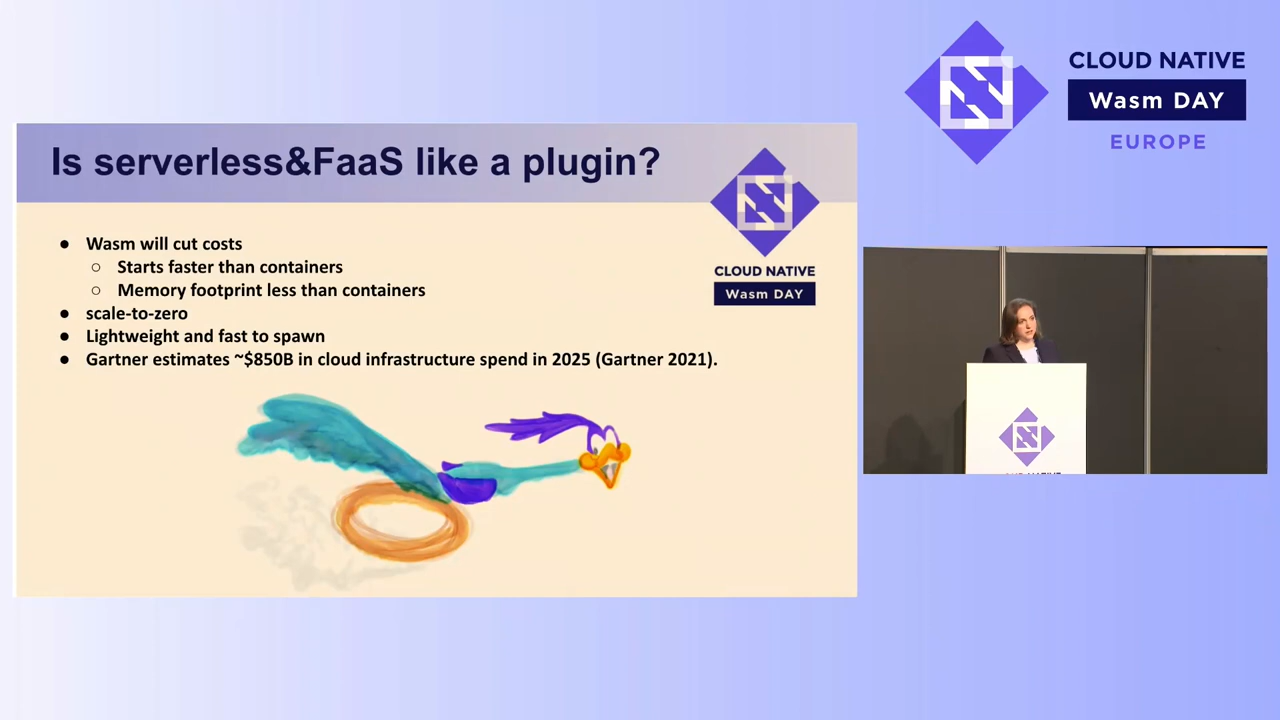 CLOUD NATIVE
Wasm DAY
EUROPE
Is serverless&FaaS like a plugin?
● Wasm will cut costs
○ Starts faster than containers
○ Memory footprint less than containers
● scale-to-zero
● Lightweight and fast to spawn
● Gartner estimates ~$850B in cloud infrastructure spend in 2025 (Gartner 2021).
CLOUD NATIVE
Wasm DAY